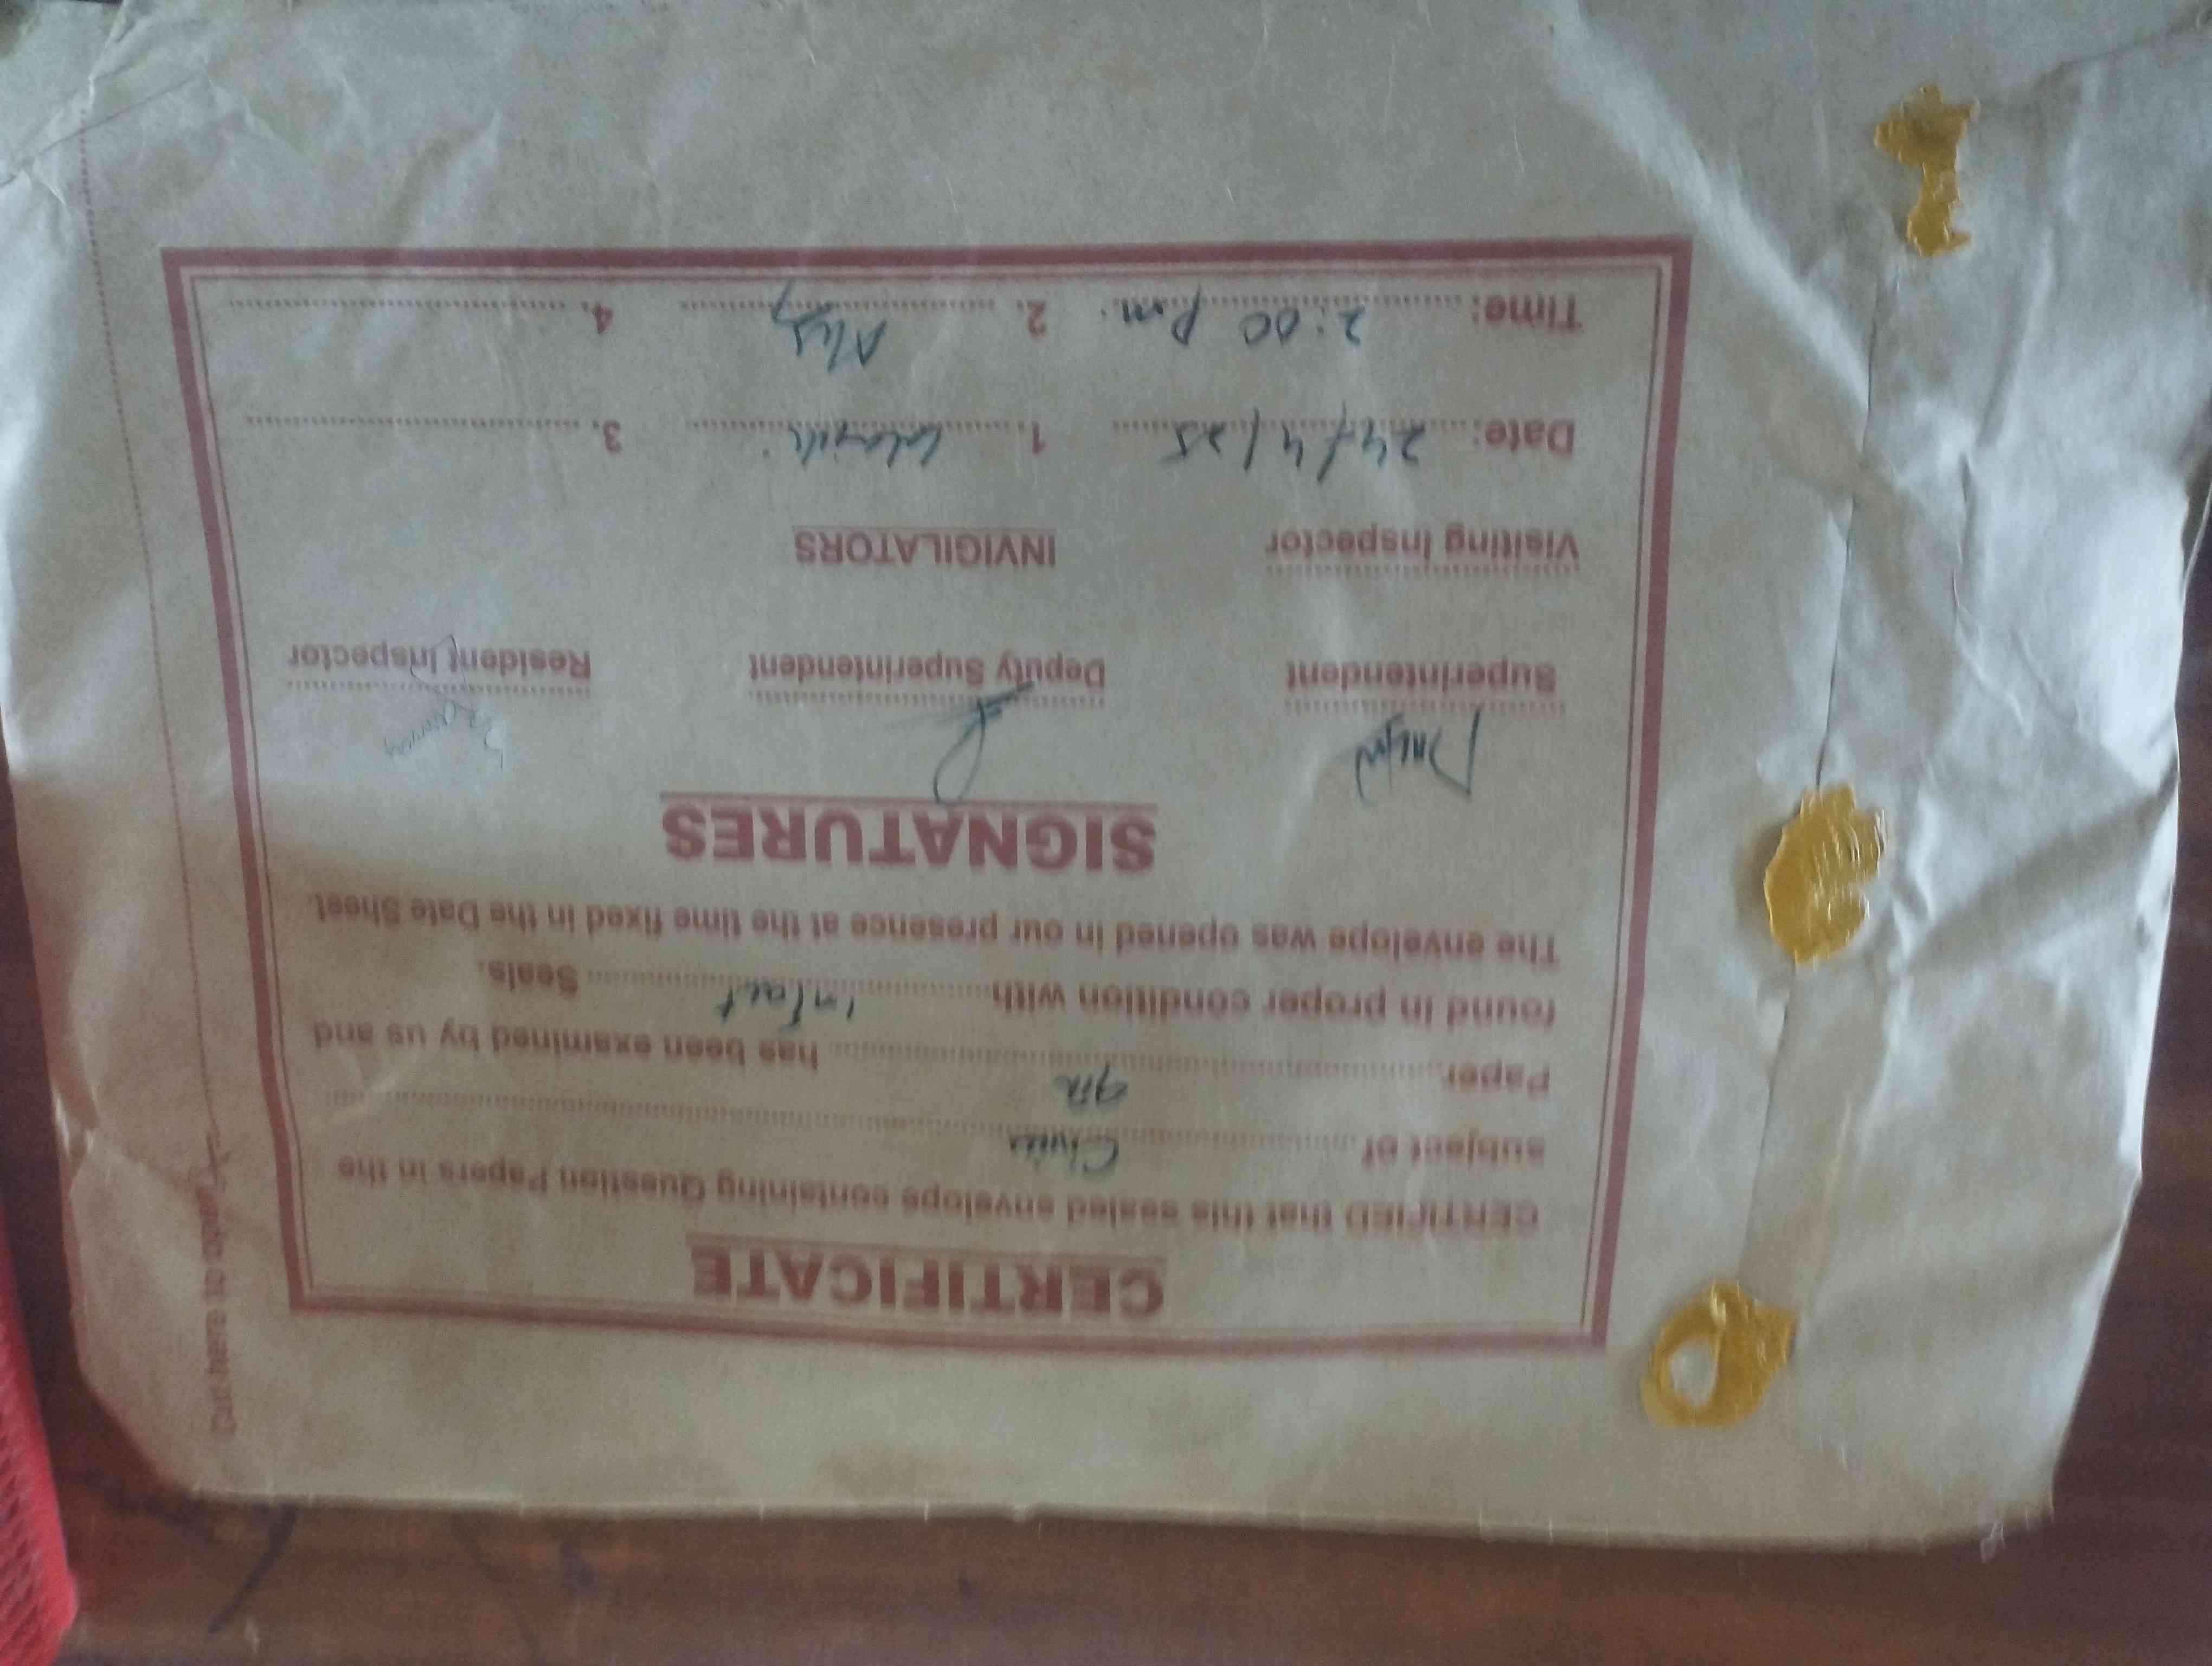 CERTIFICATE
CERTIFIED that this sealed envelope containing Question Papers in the
subject of Civics
Paper 9th has been examined by us and
found in proper condition with intact Seals.
The envelope was opened in our presence at the time fixed in the Date Sheet.
SIGNATURES
Superintendent Deputy Superintendent Resident Inspector
Visiting Inspector INVIGILATORS
Date: 24/4/25 1. 3.
Time: 2:00 P.m. 2. 4.
Cut here to open